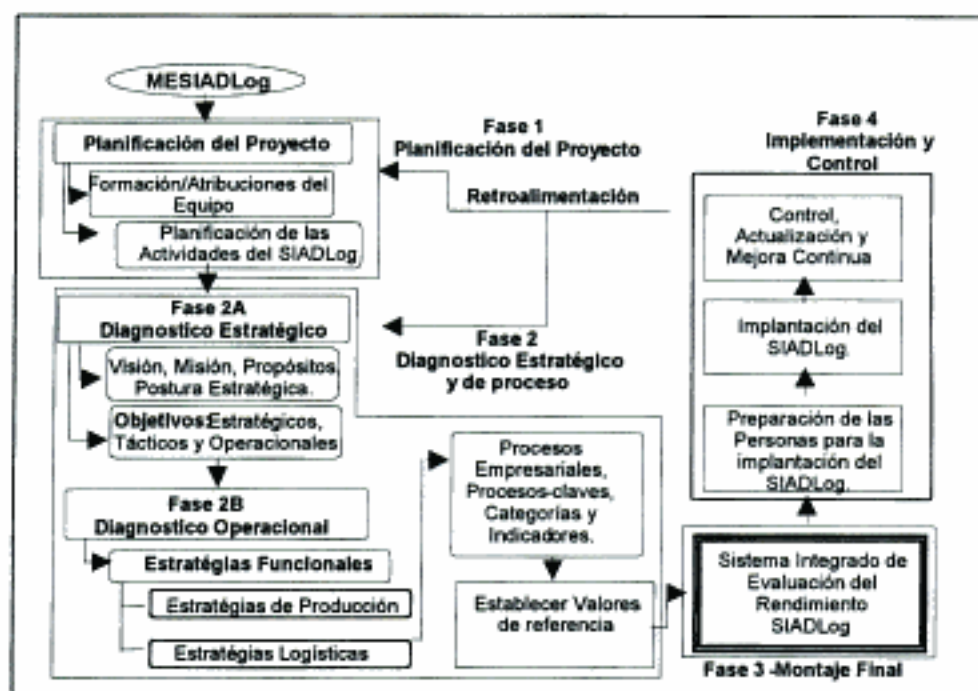 MESIADLog
Planificación del Proyecto
Formación/Atribuciones del
Equipo
Planificación de las
Actividades del SIADLog
Fase 1
Planificación del Proyecto
Retroalimentación
Fase 2A
Diagnostico Estratégico
Visión, Misión, Propósitos,
Postura Estratégica.
Objetivos:Estratégicos,
Tácticos y Operacionales
Fase 2B
Diagnostico Operacional
Estratégias Funcionales
Estratégias de Producción
Estratégias Logísticas
Fase 2
Diagnostico Estratégico
y de proceso
Procesos
Empresariales,
Procesos-claves,
Categorías y
Indicadores.
Establecer Valores
de referencia
Fase 4
Implementación y
Control
Control,
Actualización y
Mejora Continua
Implantación del
SIADLog.
Preparación de las
Personas para la
implantación del
SIADLog.
Sistema Integrado de
Evaluación del
Rendimiento
SIADLog
Fase 3 -Montaje Final